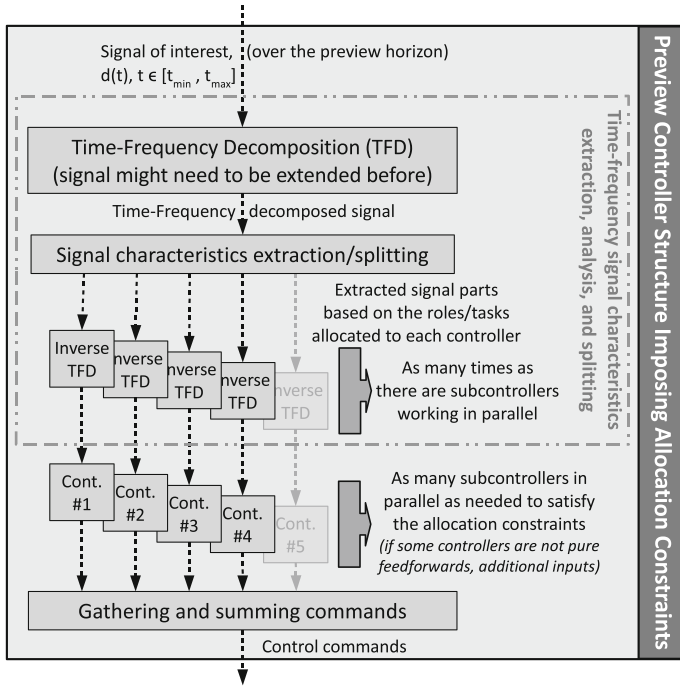 Signal of interest, (over the preview horizon)
d(t), t ϵ [tmin , tmax]
Time-Frequency Decomposition (TFD)
(signal might need to be extended before)
Time-Frequency decomposed signal
Signal characteristics extraction/splitting
Extracted signal parts
based on the roles/tasks
allocated to each controller
Inverse
TFD
nverse
TFD
nverse
TFD
nverse
TFD
nverse
TFD
As many times as
there are subcontrollers
working in parallel
Time-frequency signal characteristics
extraction, analysis, and splitting
Cont.
#1
Cont.
#2
Cont.
#3
Cont.
#4
Cont.
#5
As many subcontrollers in
parallel as needed to satisfy
the allocation constraints
(if some controllers are not pure
feedforwards, additional inputs)
Gathering and summing commands
Control commands
Preview Controller Structure Imposing Allocation Constraints